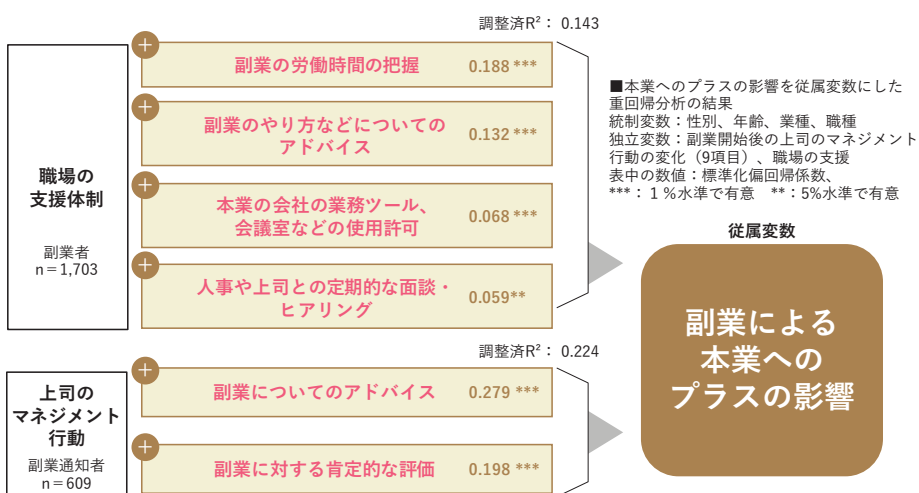 調整済R²： 0.143
職場の
支援体制
副業者
n＝1,703
+
副業の労働時間の把握 0.188 ***
+
副業のやり方などについての
アドバイス 0.132 ***
+
本業の会社の業務ツール、
会議室などの使用許可 0.068 ***
+
人事や上司との定期的な面談・
ヒアリング 0.059**
■本業へのプラスの影響を従属変数にした
重回帰分析の結果
統制変数：性別、年齢、業種、職種
独立変数：副業開始後の上司のマネジメント
行動の変化（9項目）、職場の支援
表中の数値：標準化偏回帰係数、
***：１％水準で有意　**：5%水準で有意
従属変数
副業による
本業への
プラスの影響
調整済R²： 0.224
上司の
マネジメント
行動
副業通知者
n＝609
+
副業についてのアドバイス 0.279 ***
+
副業に対する肯定的な評価 0.198 ***